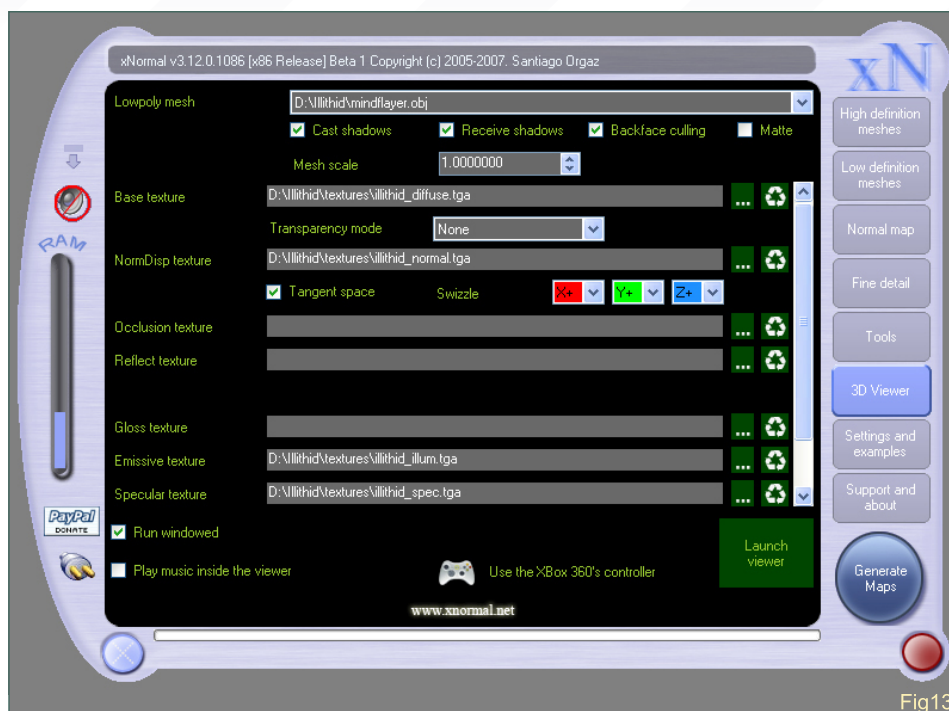 xNormal v3.12.0.1086 [x86 Release] Beta 1 Copyright (c) 2005-2007. Santiago Orgaz
xN
Lowpoly mesh D:\Illithid\mindflayer.obj
Cast shadows Receive shadows Backface culling Matte
Mesh scale 1.0000000
Base texture D:\Illithid\textures\illithid_diffuse.tga ...
Transparency mode None
NormDisp texture D:\Illithid\textures\illithid_normal.tga ...
Tangent space Swizzle X+ Y+ Z+
Occlusion texture ...
Reflect texture ...
Gloss texture ...
Emissive texture D:\Illithid\textures\illithid_illum.tga ...
Specular texture D:\Illithid\textures\illithid_spec.tga ...
Run windowed
Play music inside the viewer
Use the XBox 360's controller
Launch
viewer
www.xnormal.net
RAM
PayPal
DONATE
High definition
meshes
Low definition
meshes
Normal map
Fine detail
Tools
3D Viewer
Settings and
examples
Support and
about
Generate
Maps
Fig13